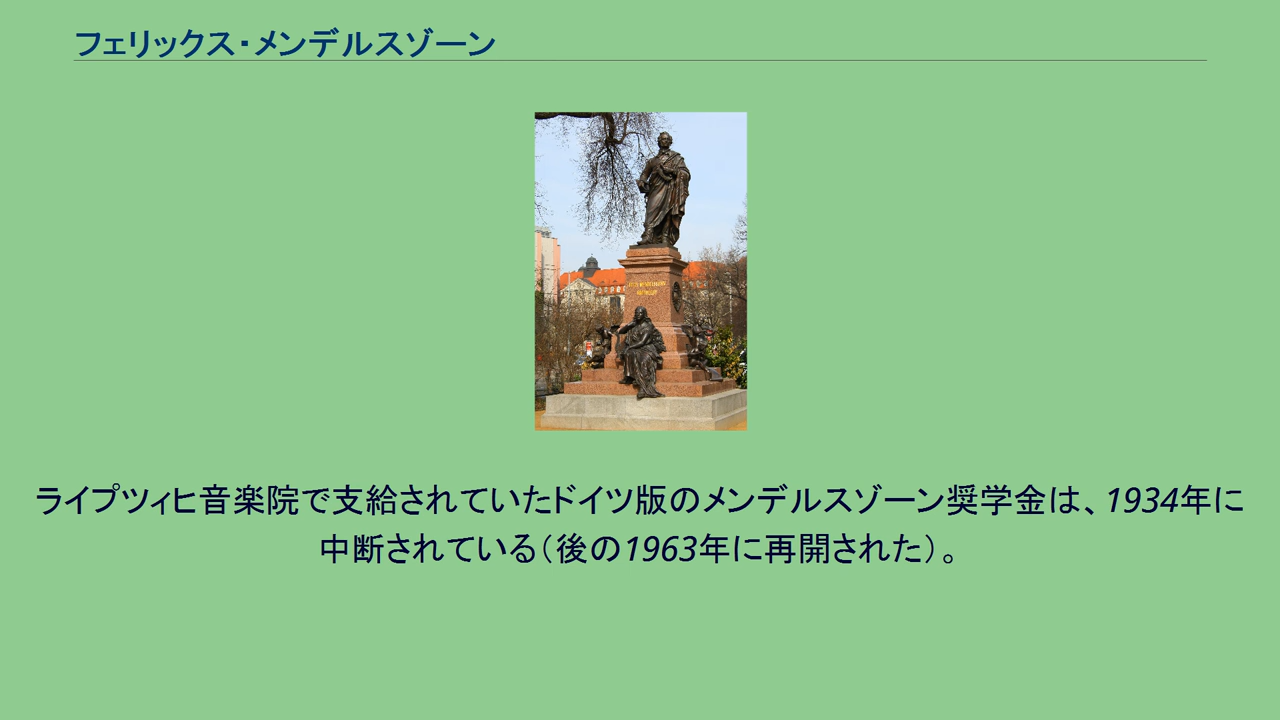 フェリックス・メンデルスゾーン
ライプツィヒ音楽院で支給されていたドイツ版のメンデルスゾーン奨学金は、1934年に
中断されている（後の1963年に再開された）。